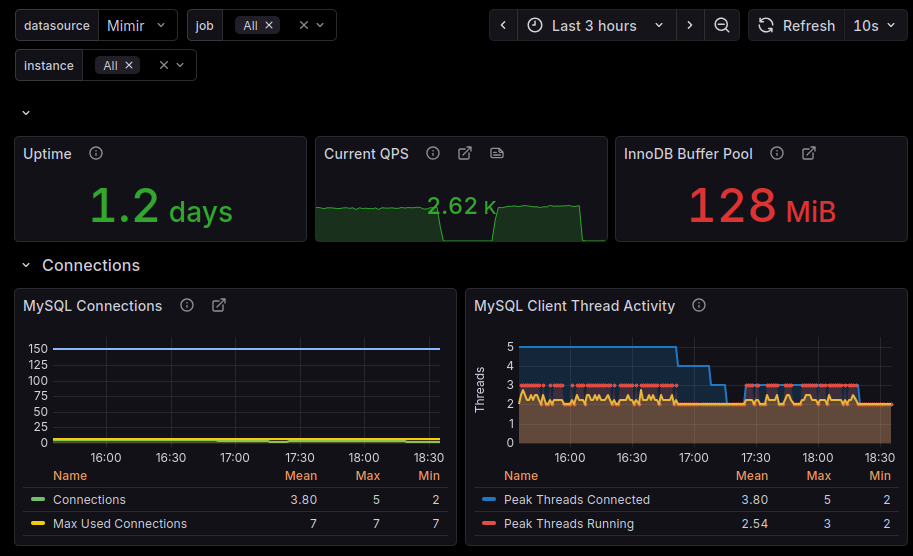 datasource Mimir job All Last 3 hours Refresh 10s
instance All
Uptime Current QPS InnoDB Buffer Pool
1.2 days 2.62 K 128 MiB
Connections
MySQL Connections
150
125
100
75
50
25
0
16:00 16:30 17:00 17:30 18:00 18:30
Name Mean Max Min
Connections 3.80 5 2
Max Used Connections 7 7 7
MySQL Client Thread Activity
Threads
5
4
3
2
1
0
16:00 16:30 17:00 17:30 18:00 18:30
Name Mean Max Min
Peak Threads Connected 3.80 5 2
Peak Threads Running 2.54 3 2